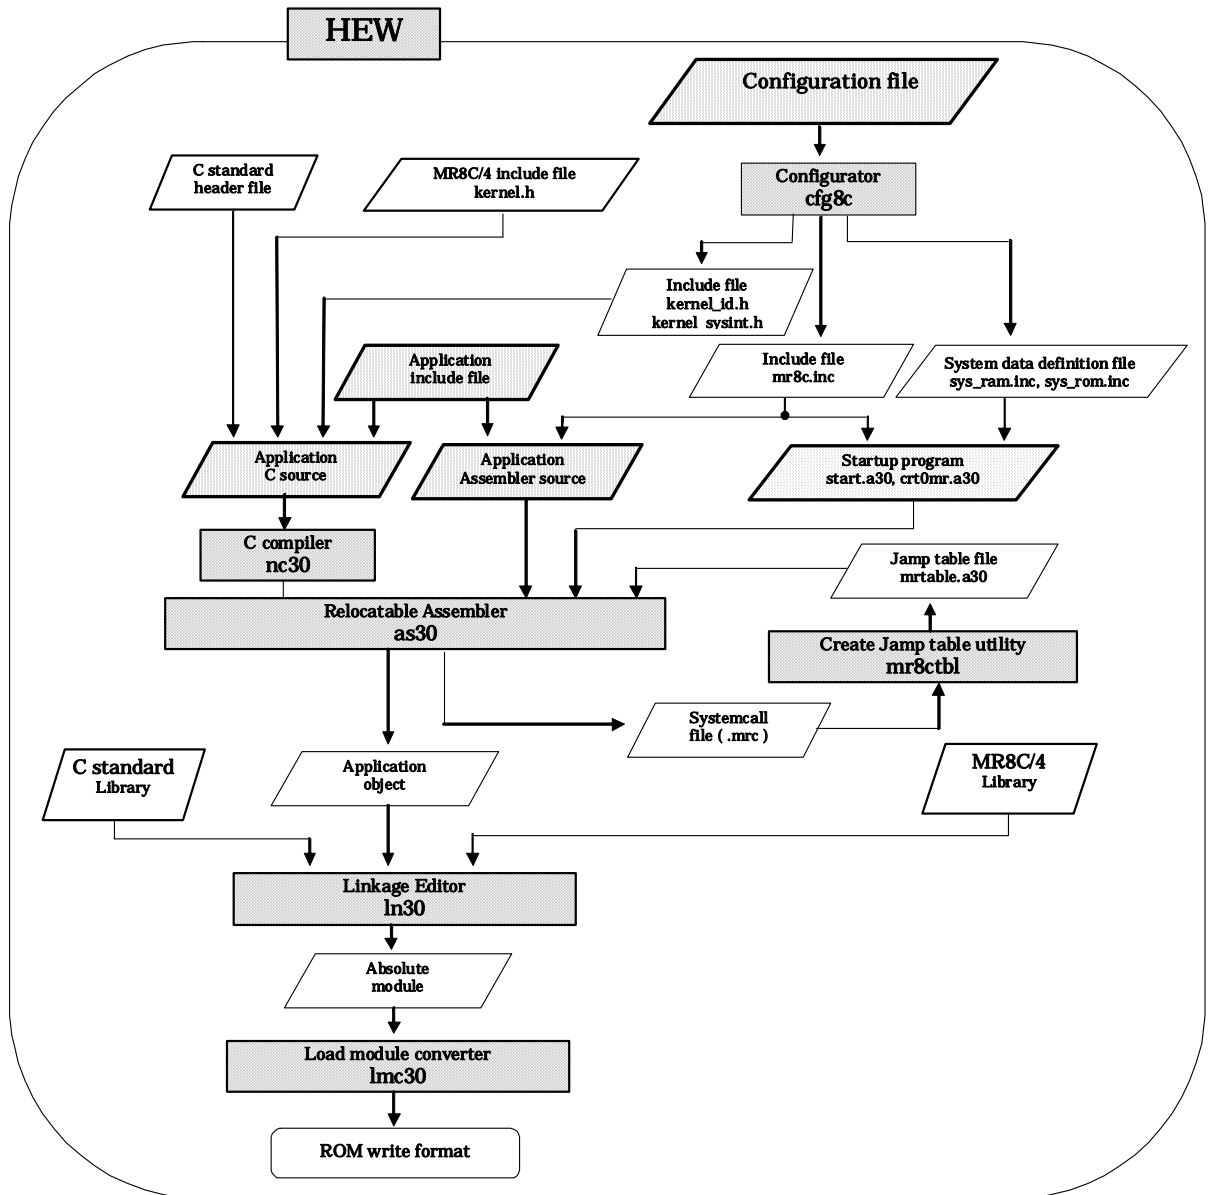 HEW
Configuration file
C standard
header file
MR8C/4 include file
kernel.h
Configurator
cfg8c
Include file
kernel_id.h
kernel_sysint.h
Application
include file
Include file
mr8c.inc
System data definition file
sys_ram.inc, sys_rom.inc
Application
C source
Application
Assembler source
Startup program
start.a30, crt0mr.a30
C compiler
nc30
Jamp table file
mrtable.a30
Relocatable Assembler
as30
Create Jamp table utility
mr8ctbl
Systemcall
file ( .mrc )
C standard
Library
Application
object
MR8C/4
Library
Linkage Editor
ln30
Absolute
module
Load module converter
lmc30
ROM write format